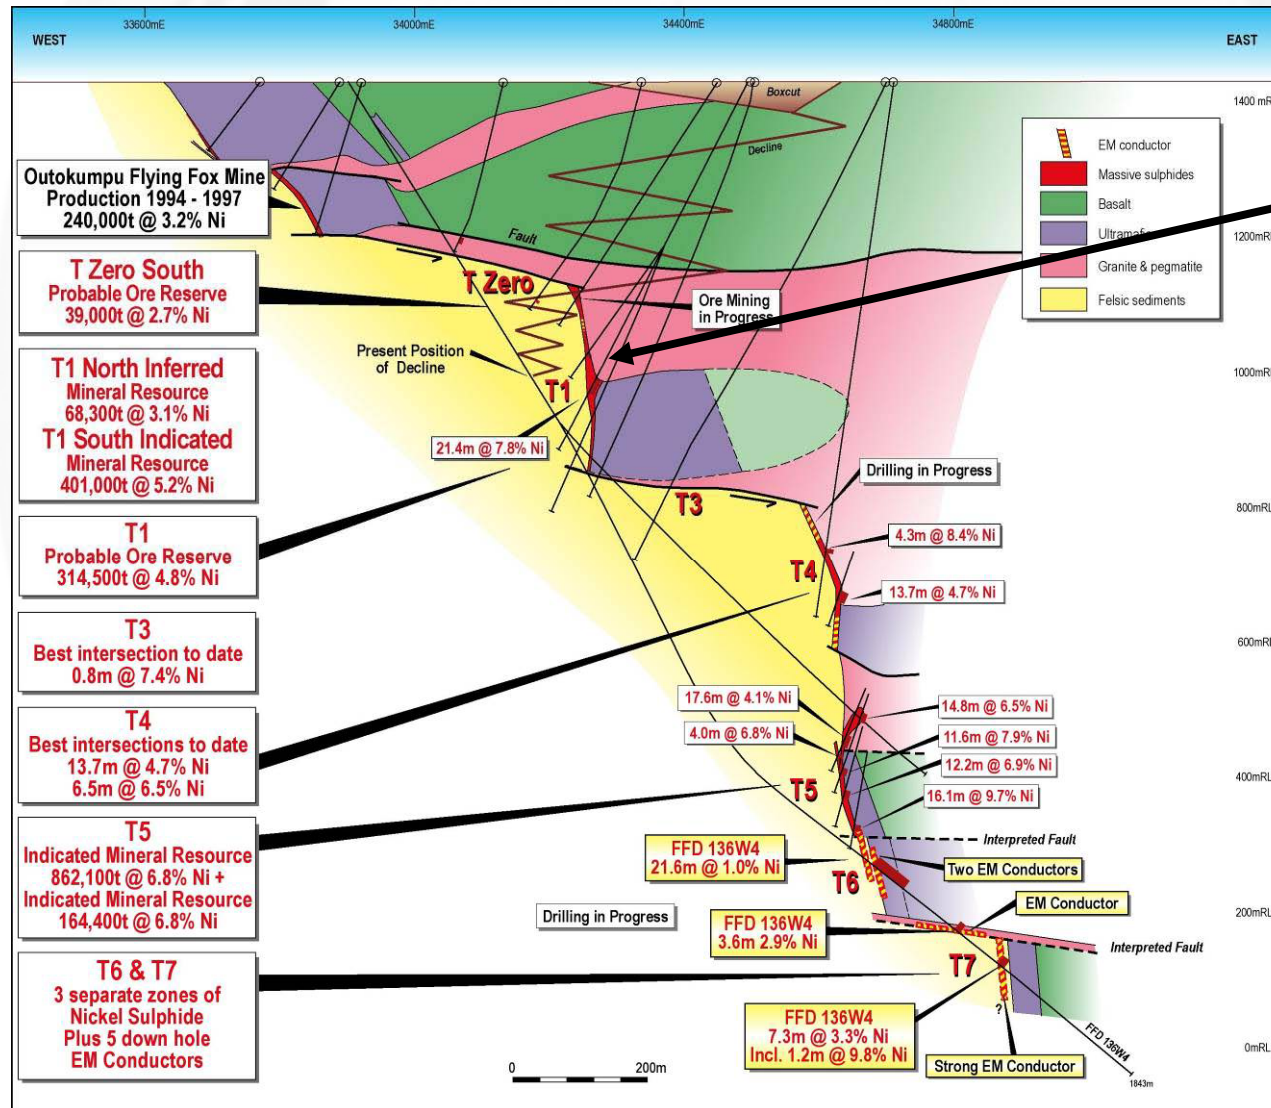 33600mE
34000mE
34400mE
34800mE
WEST
EAST
Boxcut
1400 mR
EM conductor
Massive sulphides
Basalt
Granite & pegmatite
Felsic sediments
Decline
Outokumpu Flying Fox Mine
Production 1994 - 1997
240,000t @ 3.2% Ni
Fault
1200mRL
T Zero South
Probable Ore Reserve
39,000t @ 2.7% Ni
T Zero
Ore Mining
in Progress
Present Position
of Decline
T1 North Inferred
Mineral Resource
68,300t @ 3.1% Ni
T1 South Indicated
Mineral Resource
401,000t @ 5.2% Ni
T1
1000mRL
21.4m @ 7.8% Ni
Drilling in Progress
T3
800mRL
T1
Probable Ore Reserve
314,500t @ 4.8% Ni
4.3m @ 8.4% Ni
T4
13.7m @ 4.7% Ni
T3
Best intersection to date
0.8m @ 7.4% Ni
600mRL
17.6m @ 4.1% Ni
14.8m @ 6.5% Ni
4.0m @ 6.8% Ni
11.6m @ 7.9% Ni
12.2m @ 6.9% Ni
T4
Best intersections to date
13.7m @ 4.7% Ni
6.5m @ 6.5% Ni
T5
400mRL
16.1m @ 9.7% Ni
T5
Indicated Mineral Resource
862,100t @ 6.8% Ni +
Indicated Mineral Resource
164,400t @ 6.8% Ni
Interpreted Fault
FFD 136W4
21.6m @ 1.0% Ni
T6
Two EM Conductors
EM Conductor
Drilling in Progress
200mRL
FFD 136W4
3.6m 2.9% Ni
Interpreted Fault
T7
T6 & T7
3 separate zones of
Nickel Sulphide
Plus 5 down hole
EM Conductors
?
FFD 136W4
7.3m @ 3.3% Ni
Incl. 1.2m @ 9.8% Ni
FFD 136W4
0mRL
Strong EM Conductor
0
200m
1843m